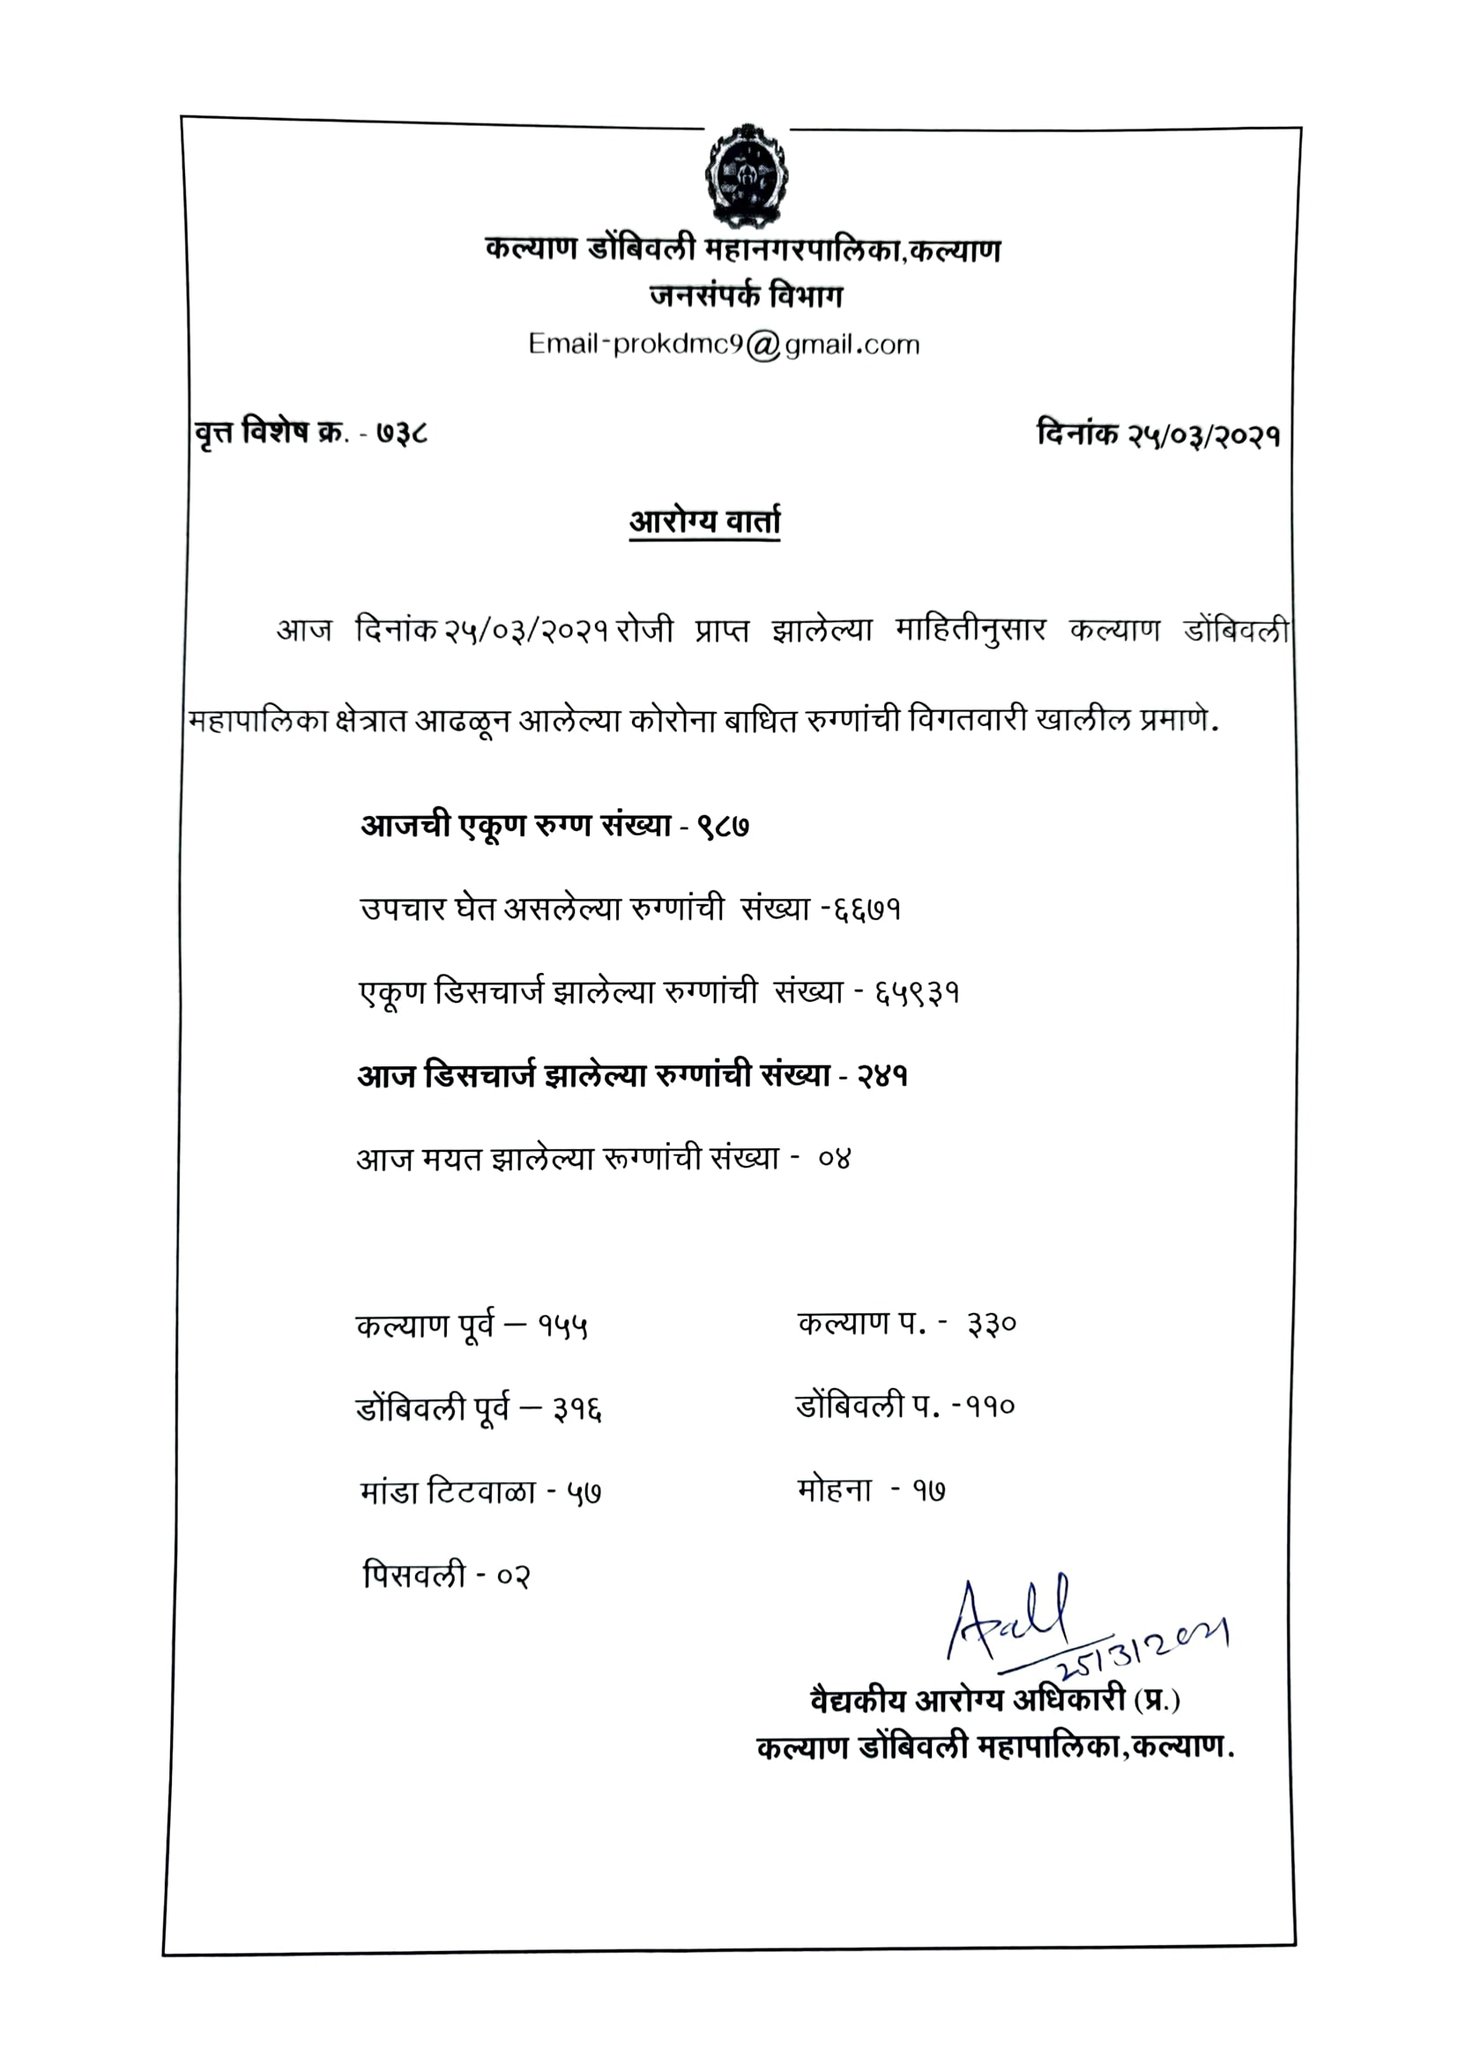 कल्याण डोंबिवली महानगरपालिका,कल्याण
जनसंपर्क विभाग
Email-prokdmc9@gmail.com
वृत्त विशेष क्र. - ७३८ दिनांक २५/०३/२०२१
आरोग्य वार्ता
आज दिनांक २५/०३/२०२१ रोजी प्राप्त झालेल्या माहितीनुसार कल्याण डोंबिवली
महापालिका क्षेत्रात आढळून आलेल्या कोरोना बाधित रुग्णांची विगतवारी खालील प्रमाणे.
आजची एकूण रुग्ण संख्या - ९८७
उपचार घेत असलेल्या रुग्णांची संख्या -६६७१
एकूण डिसचार्ज झालेल्या रुग्णांची संख्या - ६५९३१
आज डिसचार्ज झालेल्या रुग्णांची संख्या - २४१
आज मयत झालेल्या रूग्णांची संख्या - ०४
कल्याण पूर्व – १५५ कल्याण प. - ३३०
डोंबिवली पूर्व – ३१६ डोंबिवली प. -११०
मांडा टिटवाळा - ५७ मोहना - १७
पिसवली - ०२
25/3/2021
वैद्यकीय आरोग्य अधिकारी (प्र.)
कल्याण डोंबिवली महापालिका,कल्याण.